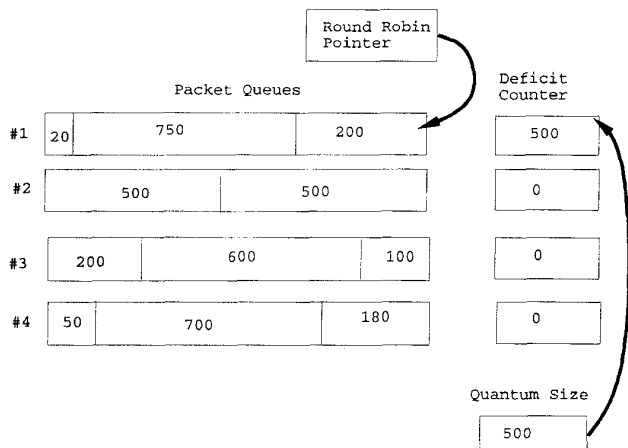 Round Robin
Pointer
Packet Queues
Deficit
Counter
#1 20 750 200 500
#2 500 500 0
#3 200 600 100 0
#4 50 700 180 0
Quantum Size
500